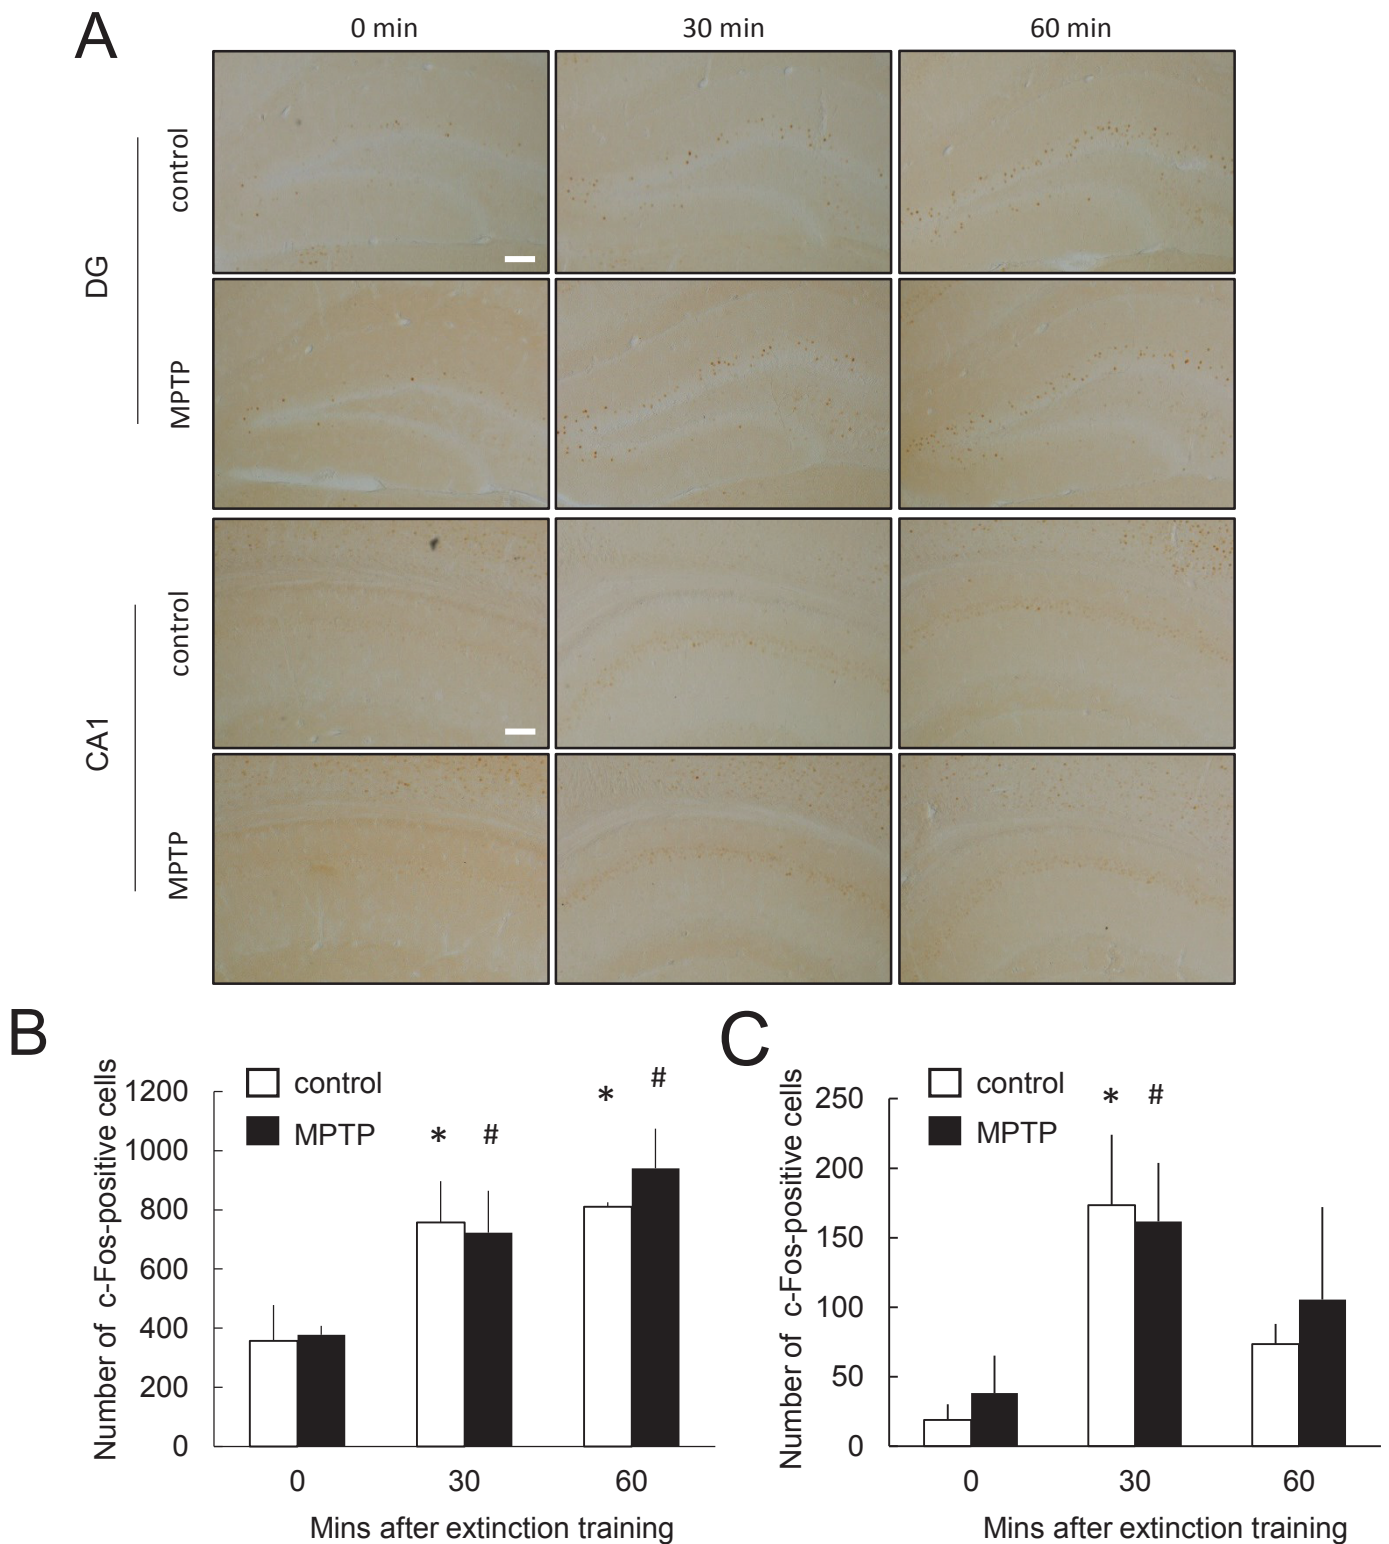 A
0 min
30 min
60 min
DG
control
MPTP
CA1
control
MPTP
B
Number of c-Fos-positive cells
1200
1000
800
600
400
200
0
control
MPTP
*
#
*
#
0
30
60
Mins after extinction training
C
Number of c-Fos-positive cells
250
200
150
100
50
0
control
MPTP
*
#
0
30
60
Mins after extinction training